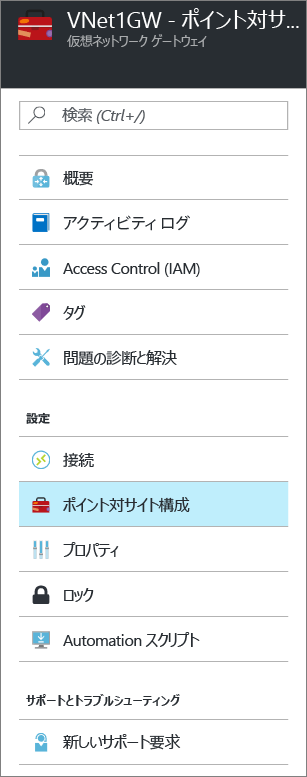 VNet1GW - ポイント対サ...
仮想ネットワーク ゲートウェイ
検索 (Ctrl+/)
概要
アクティビティ ログ
Access Control (IAM)
タグ
問題の診断と解決
設定
接続
ポイント対サイト構成
プロパティ
ロック
Automation スクリプト
サポートとトラブルシューティング
新しいサポート要求